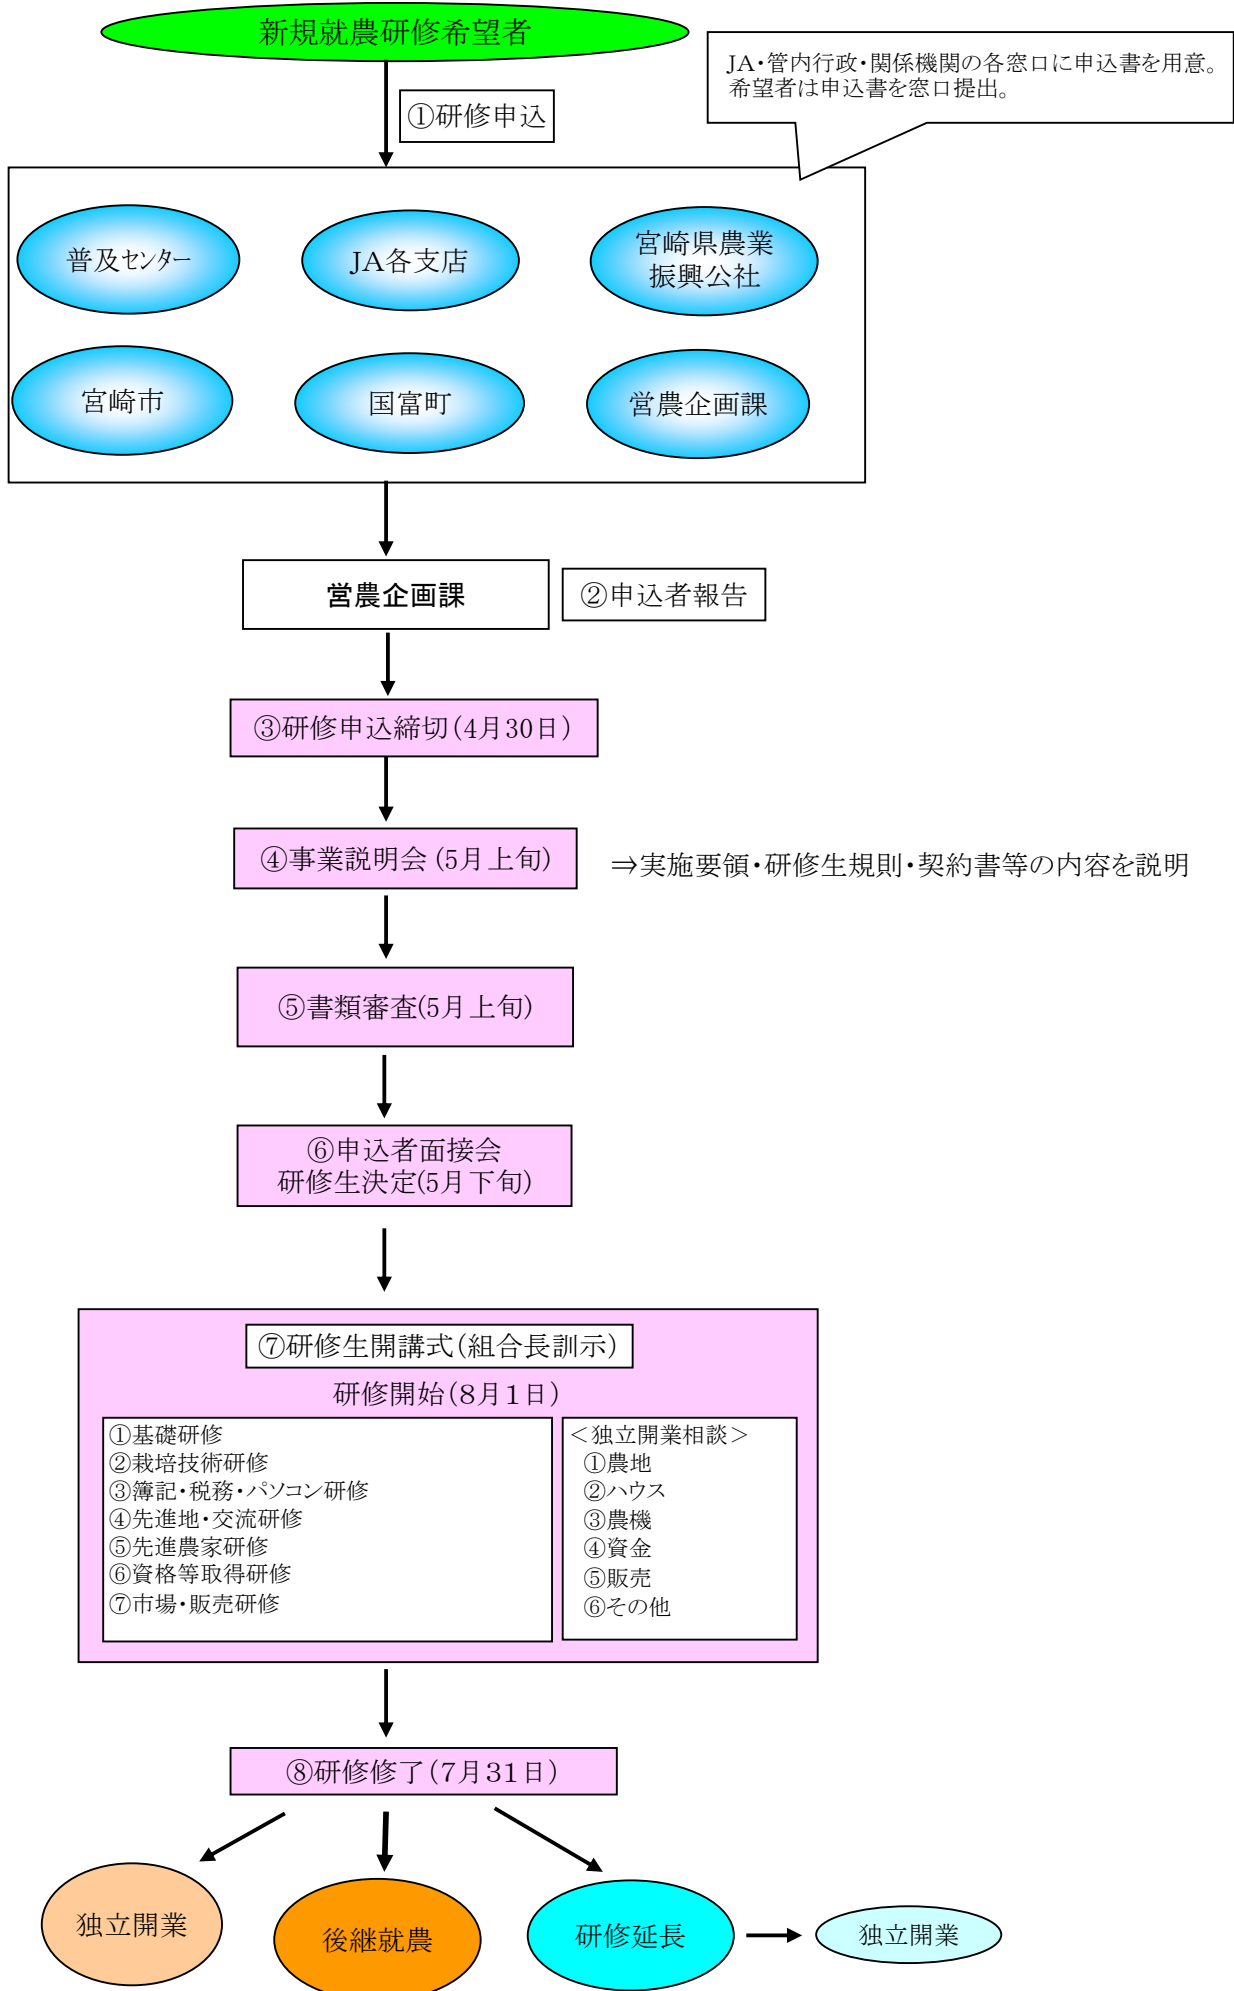 新規就農研修希望者
JA・管内行政・関係機関の各窓口に申込書を用意。
希望者は申込書を窓口提出。
①研修申込
普及センター
JA各支店
宮崎県農業
振興公社
宮崎市
国富町
営農企画課
営農企画課
②申込者報告
③研修申込締切(4月30日)
④事業説明会(5月上旬)
⇒実施要領・研修生規則・契約書等の内容を説明
⑤書類審査(5月上旬)
⑥申込者面接会
研修生決定(5月下旬)
⑦研修生開講式(組合長訓示)
研修開始(8月1日)
①基礎研修
②栽培技術研修
③簿記・税務・パソコン研修
④先進地・交流研修
⑤先進農家研修
⑥資格等取得研修
⑦市場・販売研修
＜独立開業相談＞
①農地
②ハウス
③農機
④資金
⑤販売
⑥その他
⑧研修修了(7月31日)
独立開業
後継就農
研修延長
独立開業